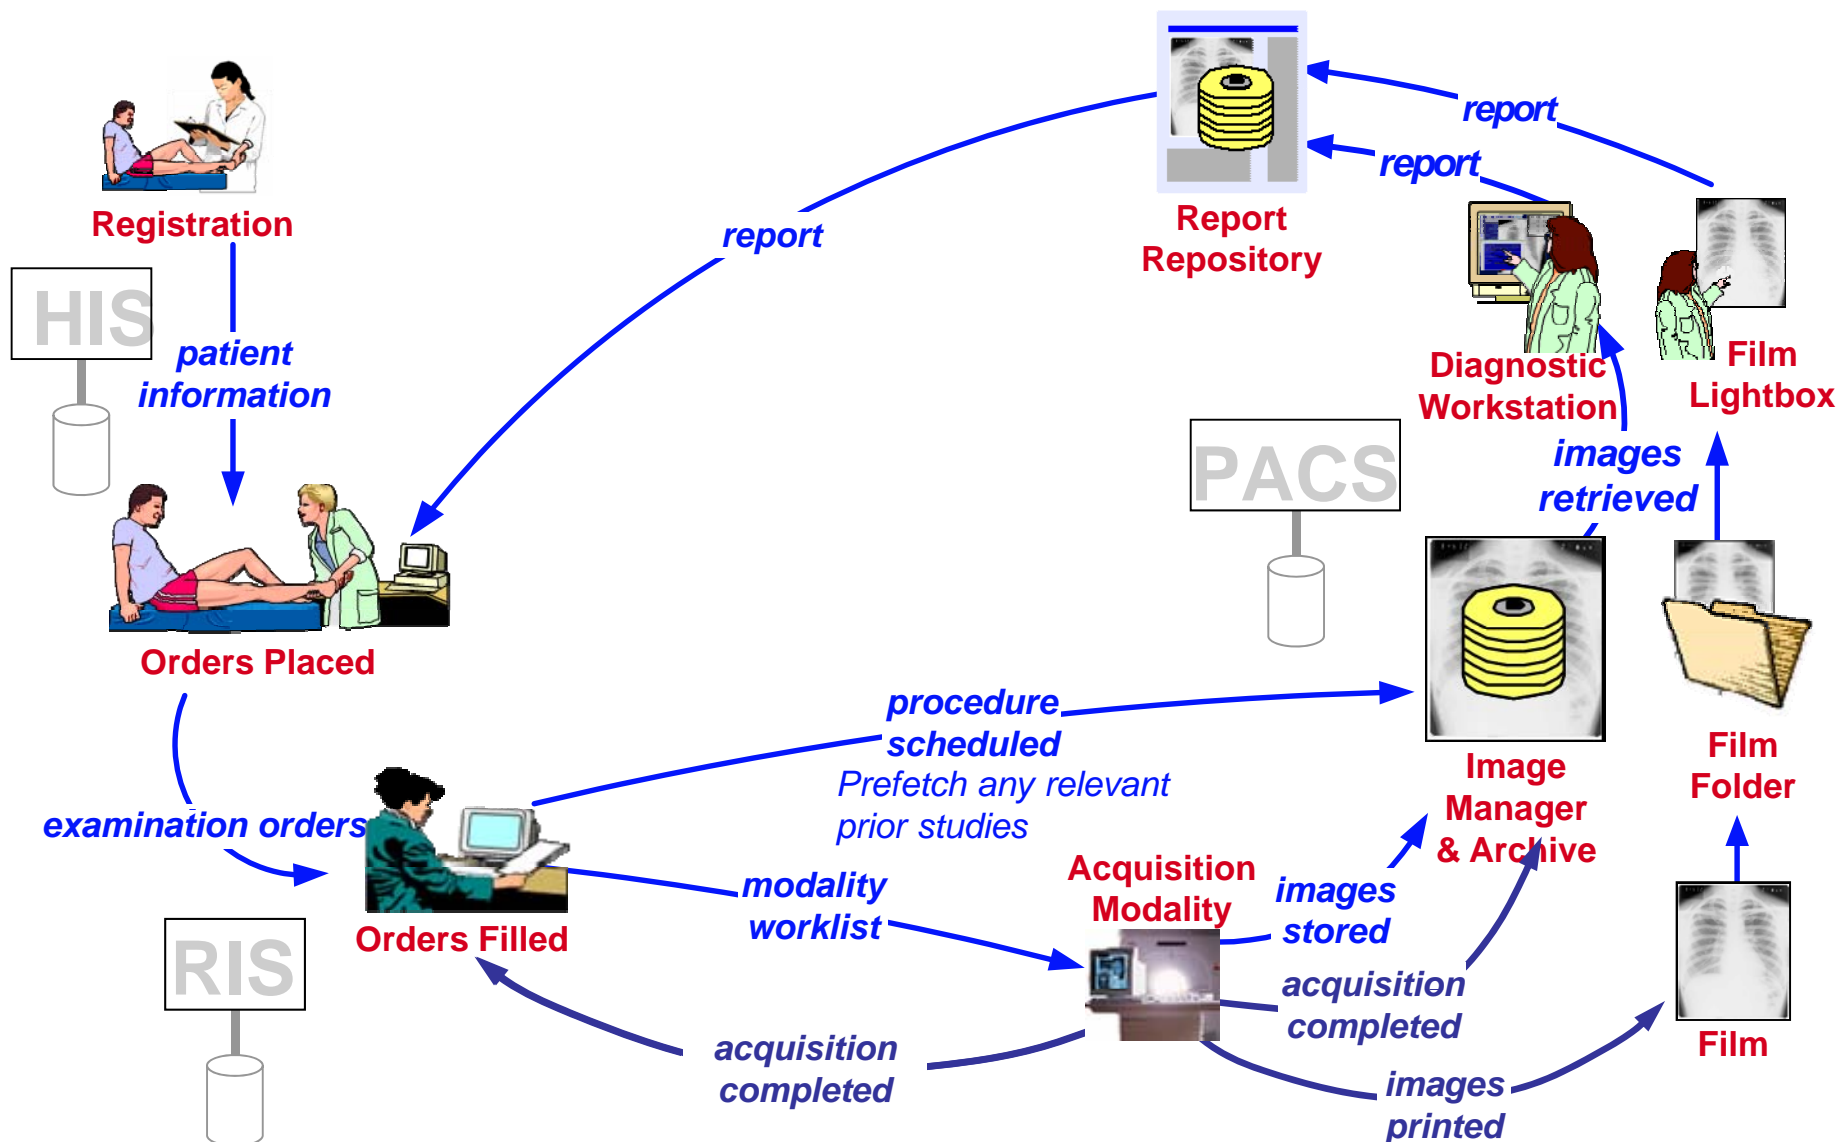 Registration
HIS
patient
information
Orders Placed
examination orders
Orders Filled
RIS
report
Report
Repository
report
report
Diagnostic
Workstation
Film
Lightbox
PACS
images
retrieved
procedure
scheduled
Prefetch any relevant
prior studies
Image
Manager
& Archive
Film
Folder
modality
worklist
Acquisition
Modality
images
stored
acquisition
completed
acquisition
completed
images
printed
Film